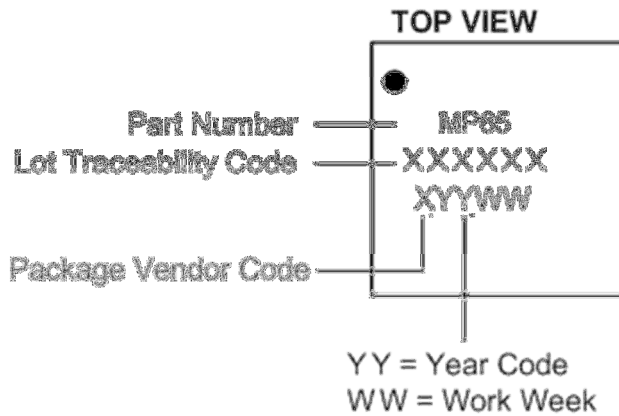 TOP VIEW
Part Number
MP85
Lot Traceability Code
XXXXXX
XYYWW
Package Vendor Code
YY = Year Code
WW = Work Week